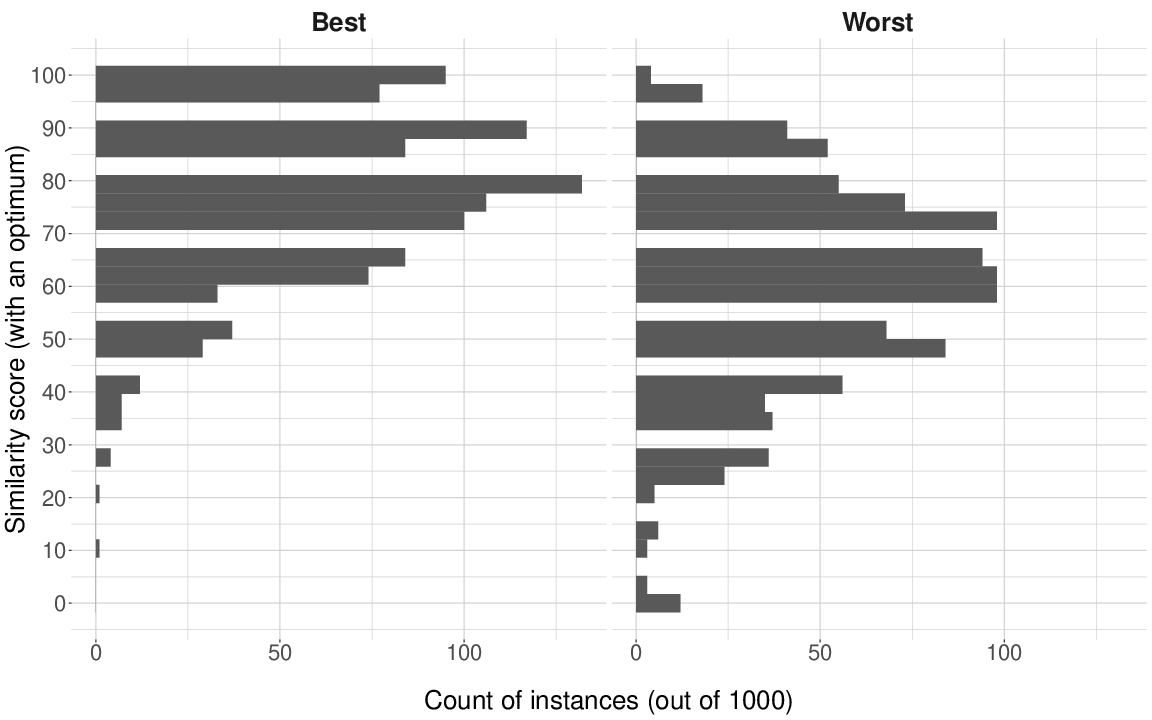 Best Worst
Similarity score (with an optimum)
100
90
80
70
60
50
40
30
20
10
0
0 50 100 0 50 100
Count of instances (out of 1000)